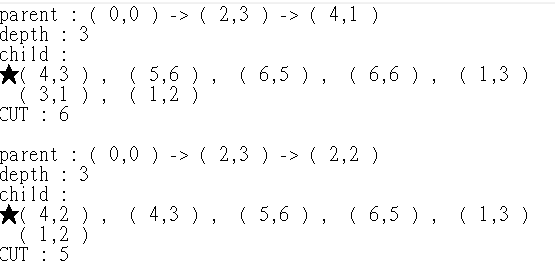 parent : ( 0,0 ) -> ( 2,3 ) -> ( 4,1 )
depth : 3
child :
★( 4,3 ) , ( 5,6 ) , ( 6,5 ) , ( 6,6 ) , ( 1,3 )
( 3,1 ) , ( 1,2 )
CUT : 6
parent : ( 0,0 ) -> ( 2,3 ) -> ( 2,2 )
depth : 3
child :
★( 4,2 ) , ( 4,3 ) , ( 5,6 ) , ( 6,5 ) , ( 1,3 )
( 1,2 )
CUT : 5